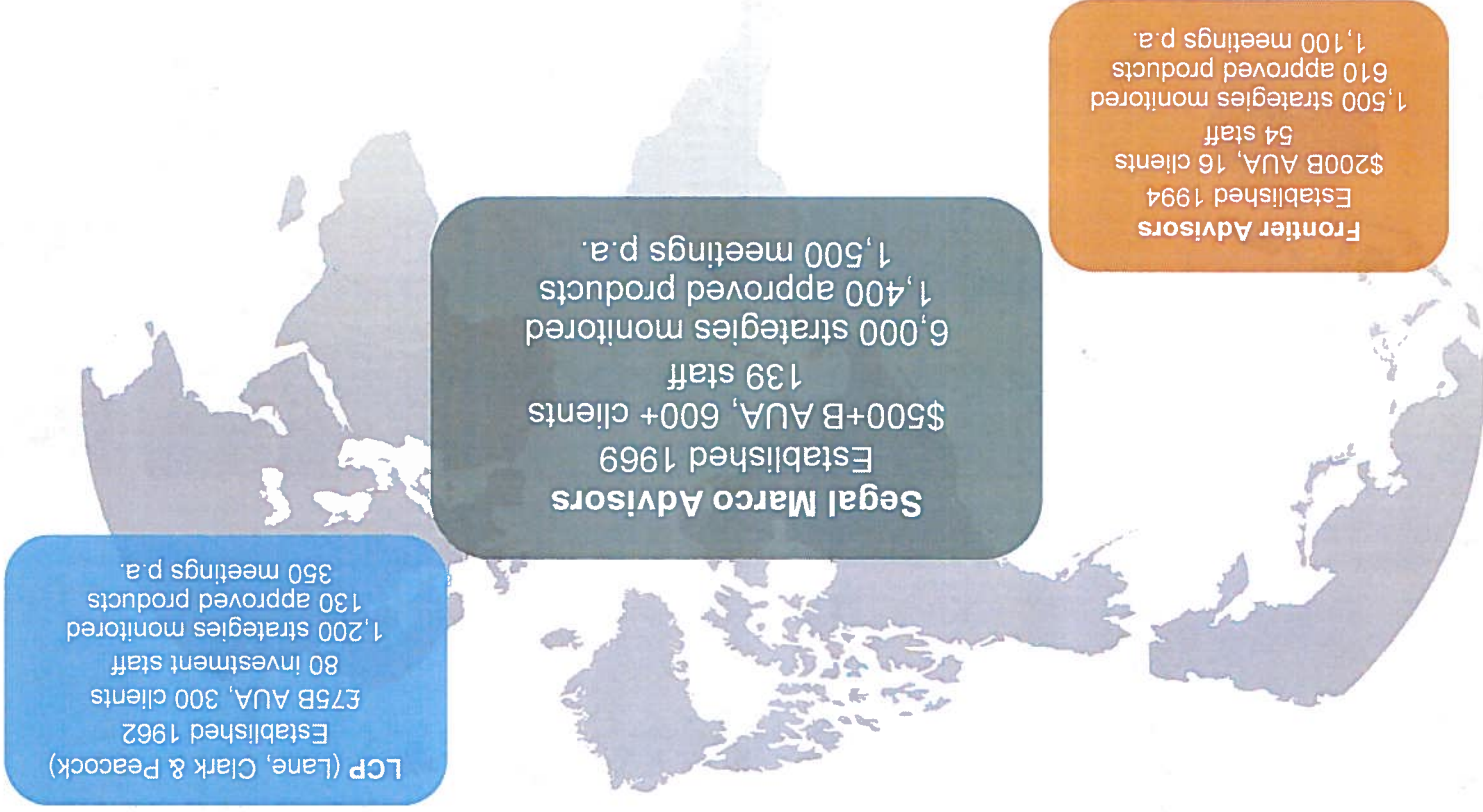 LCP (Lane, Clark & Peacock)
Established 1962
£75B AUA, 300 clients
80 investment staff
1,200 strategies monitored
130 approved products
350 meetings p.a.
Segal Marco Advisors
Established 1969
$500+B AUA, 600+ clients
139 staff
6,000 strategies monitored
1,400 approved products
1,500 meetings p.a.
Frontier Advisors
Established 1994
$200B AUA, 16 clients
54 staff
1,500 strategies monitored
610 approved products
1,100 meetings p.a.